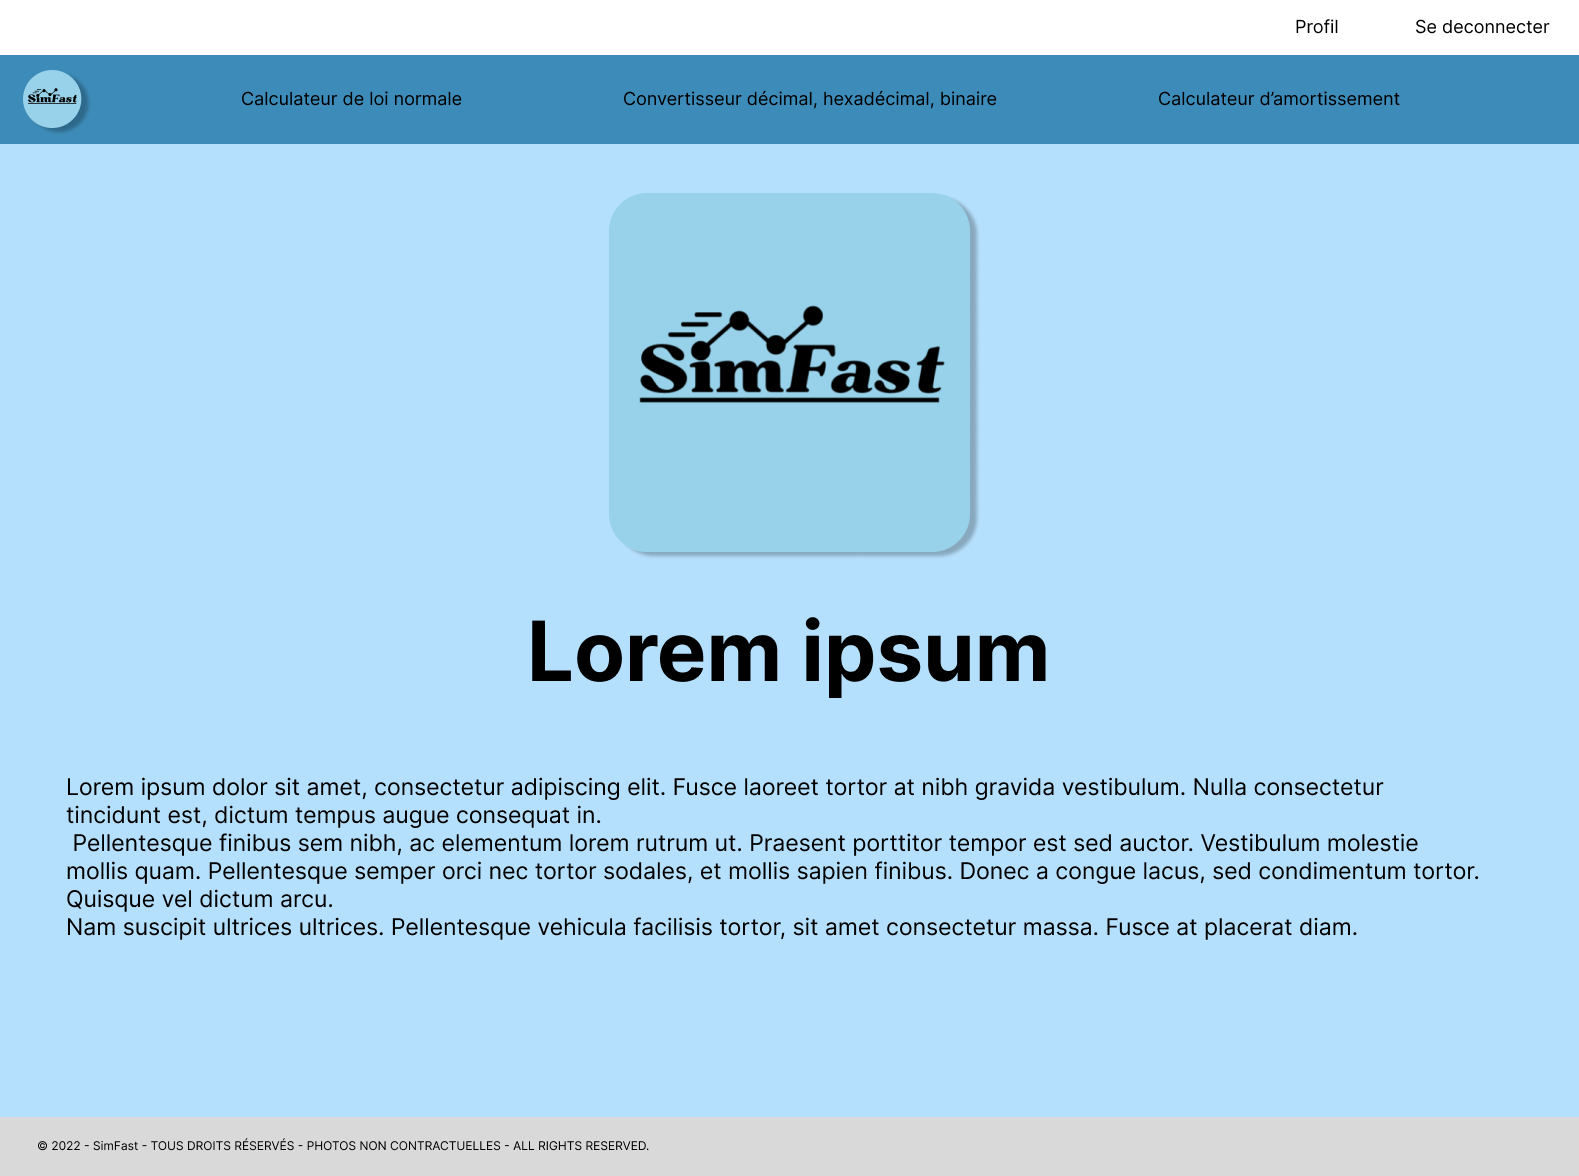 Profil Se deconnecter
SimFast Calculateur de loi normale Convertisseur décimal, hexadécimal, binaire Calculateur d’amortissement
SimFast
Lorem ipsum
Lorem ipsum dolor sit amet, consectetur adipiscing elit. Fusce laoreet tortor at nibh gravida vestibulum. Nulla consectetur
tincidunt est, dictum tempus augue consequat in.
Pellentesque finibus sem nibh, ac elementum lorem rutrum ut. Praesent porttitor tempor est sed auctor. Vestibulum molestie
mollis quam. Pellentesque semper orci nec tortor sodales, et mollis sapien finibus. Donec a congue lacus, sed condimentum tortor.
Quisque vel dictum arcu.
Nam suscipit ultrices ultrices. Pellentesque vehicula facilisis tortor, sit amet consectetur massa. Fusce at placerat diam.
© 2022 - SimFast - TOUS DROITS RÉSERVÉS - PHOTOS NON CONTRACTUELLES - ALL RIGHTS RESERVED.